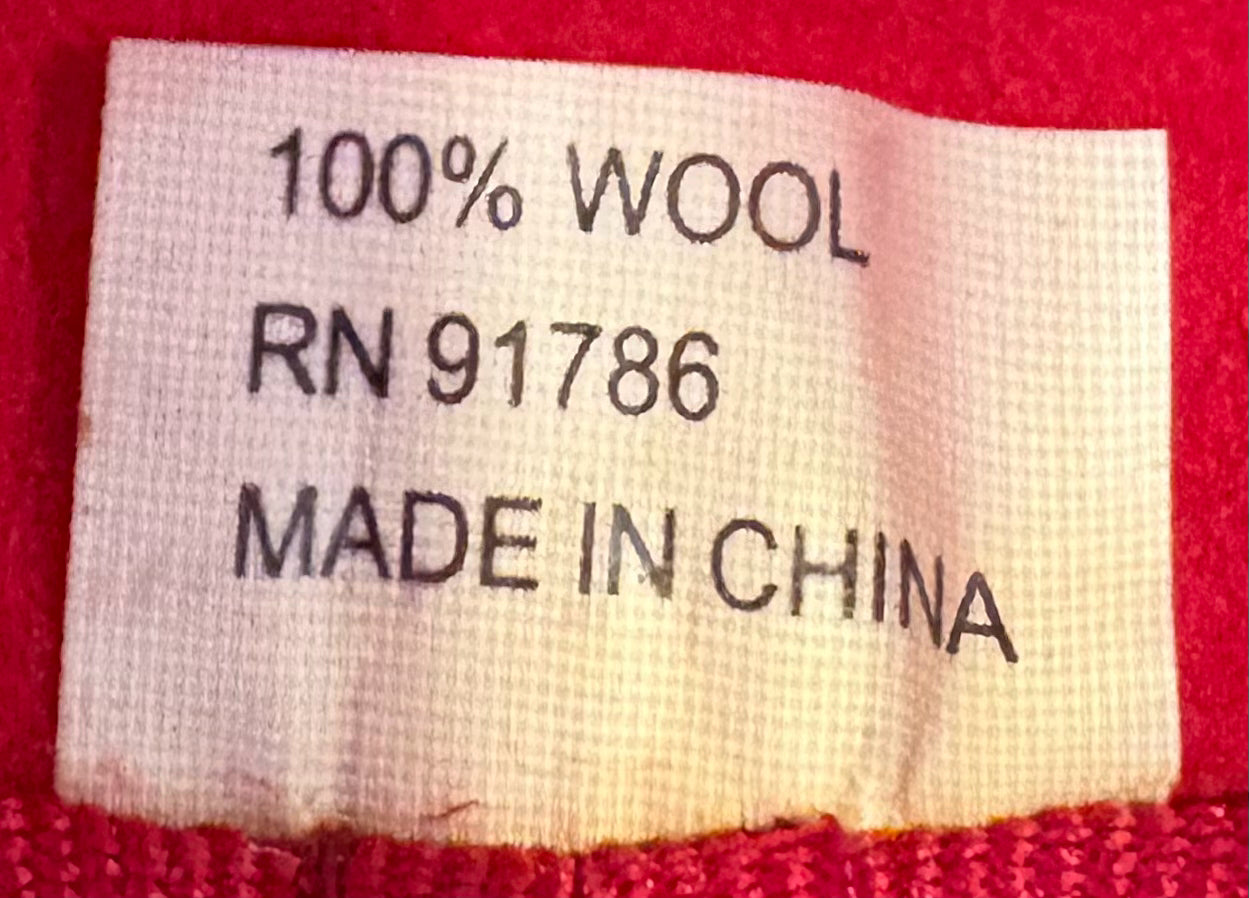 100% WOOL
RN 91786
MADE IN CHINA